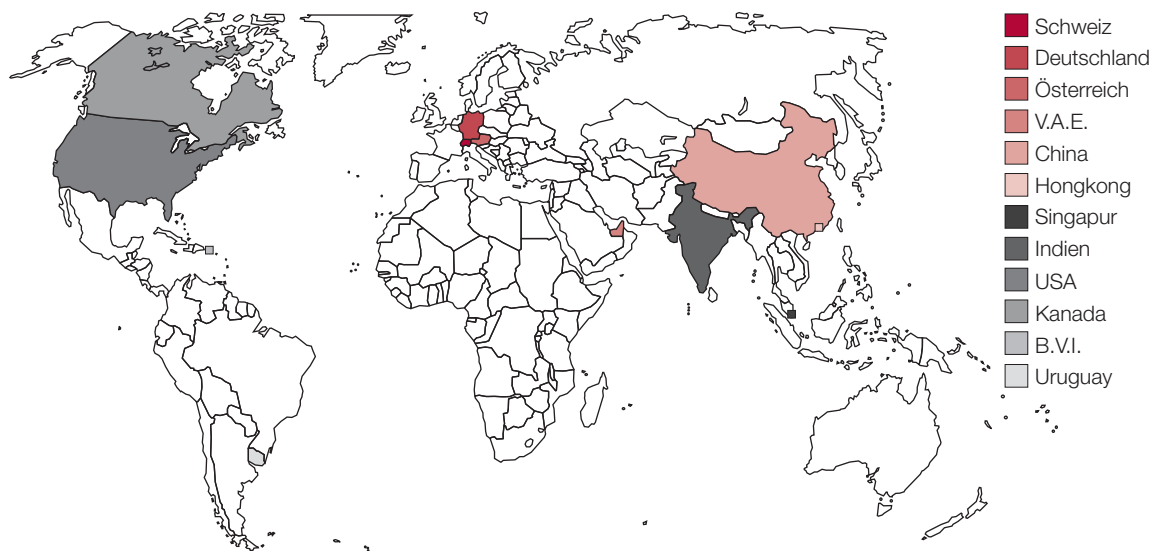 Schweiz
Deutschland
Österreich
V.A.E.
China
Hongkong
Singapur
Indien
USA
Kanada
B.V.I.
Uruguay